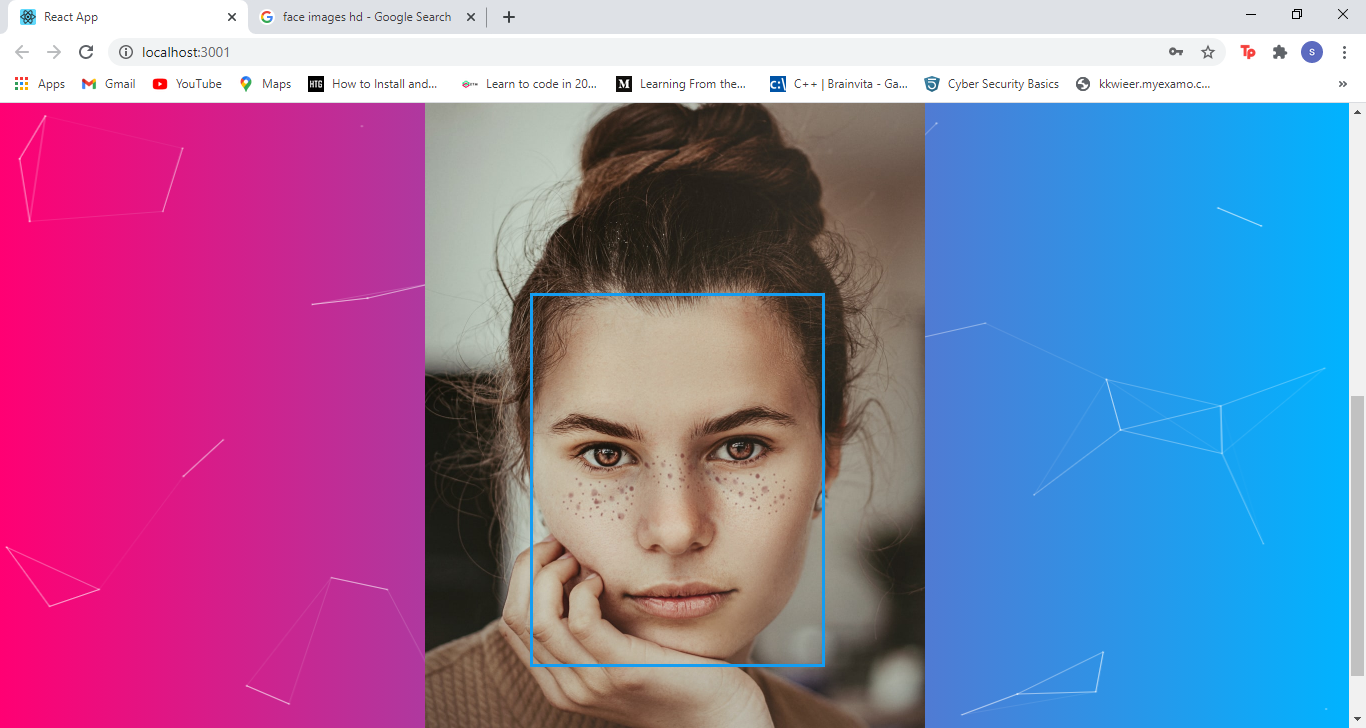 React App
face images hd - Google Search
localhost:3001
Tp
S
Apps
Gmail
YouTube
Maps
HTG
How to Install and...
Learn to code in 20...
M
Learning From the...
C:\
C++ | Brainvita - Ga...
Cyber Security Basics
kkwieer.myexamo.c...
»